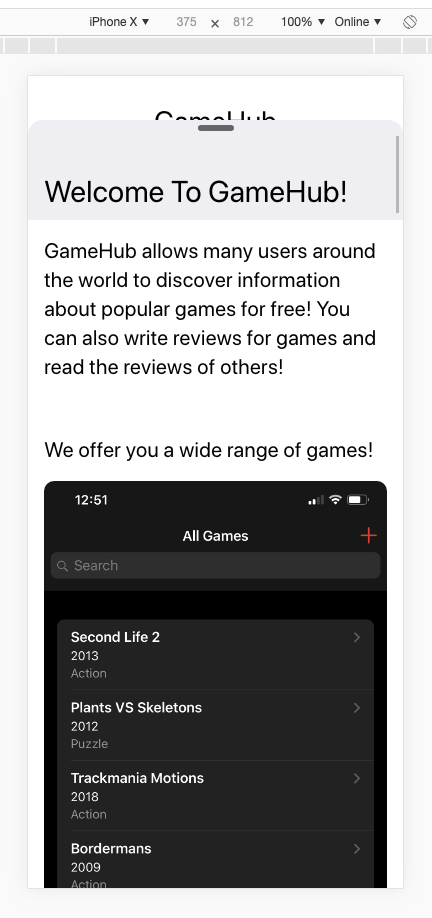 iPhone X ▼ 375 × 812 100% ▼ Online ▼
GameHub
Welcome To GameHub!
GameHub allows many users around
the world to discover information
about popular games for free! You
can also write reviews for games and
read the reviews of others!
We offer you a wide range of games!
12:51
All Games
Search
Second Life 2
2013
Action
Plants VS Skeletons
2012
Puzzle
Trackmania Motions
2018
Action
Bordermans
2009
Action